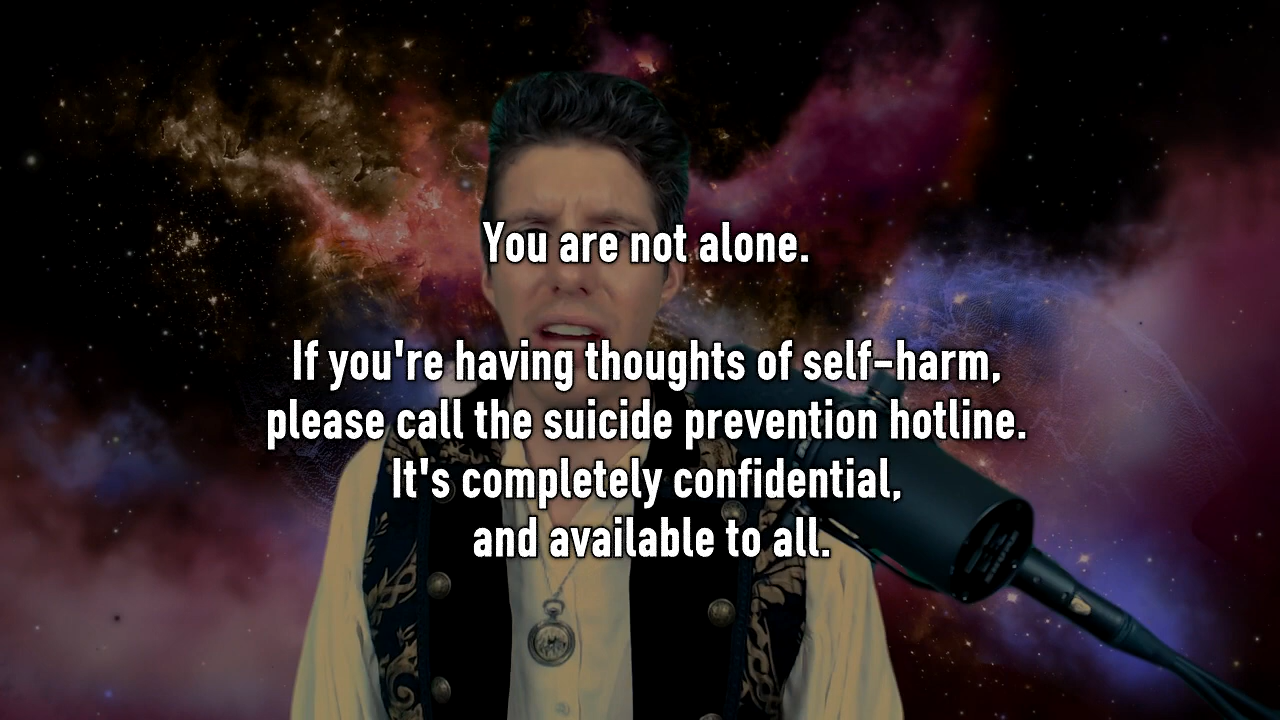 You are not alone.
If you're having thoughts of self-harm,
please call the suicide prevention hotline.
It's completely confidential,
and available to all.